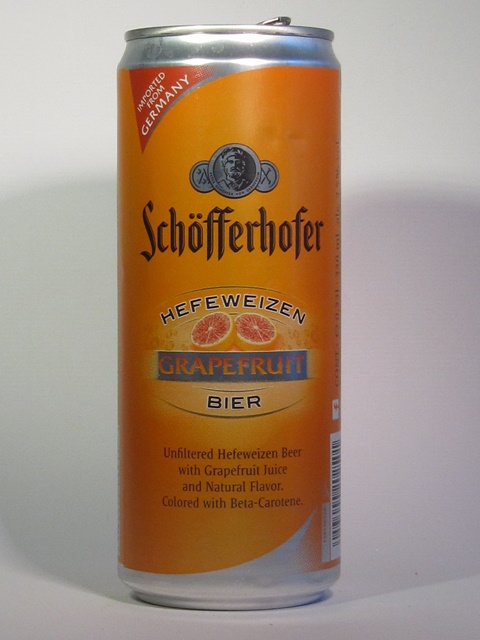 IMPORTED
FROM
GERMANY
Schöfferhofer
HEFEWEIZEN
GRAPEFRUIT
BIER
Unfiltered Hefeweizen Beer
with Grapefruit Juice
and Natural Flavor.
Colored with Beta-Carotene.